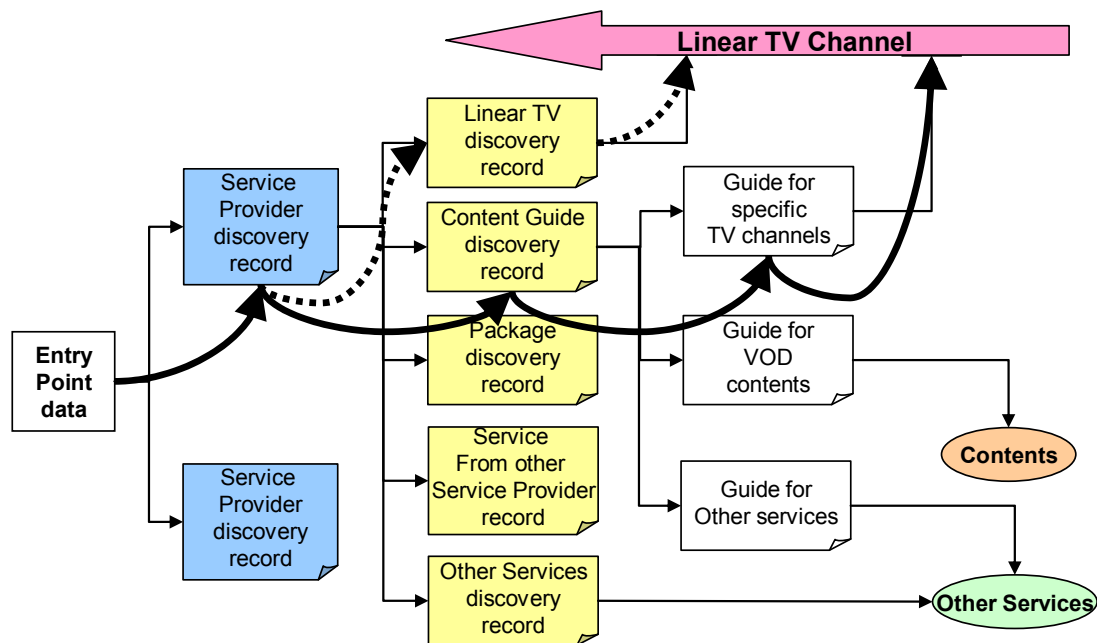 Linear TV Channel
Linear TV
discovery
record
Service
Provider
discovery
record
Content Guide
discovery
record
Guide for
specific
TV channels
Entry
Point
data
Package
discovery
record
Guide for
VOD
contents
Service
Provider
discovery
record
Service
From other
Service Provider
record
Guide for
Other services
Contents
Other Services
discovery
record
Other Services